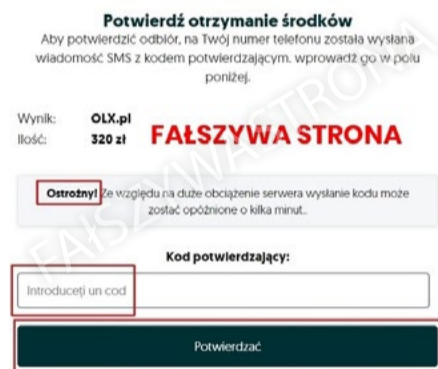 Potwierdź otrzymanie środków
Aby potwierdzić odbiór, na Twój numer telefonu została wysłana
wiadomość SMS z kodem potwierdzającym. wprowadź go w polu
poniżej.
Wynik: OLX.pl
Ilość: 320 zł
FAŁSZYWA STRONA
Ostrożny! Ze względu na duże obciążenie serwera wysłanie kodu może
zostać opóźnione o kilka minut..
Kod potwierdzający:
Introduceți un cod
Potwierdzać
FAŁSZYWA STRONA